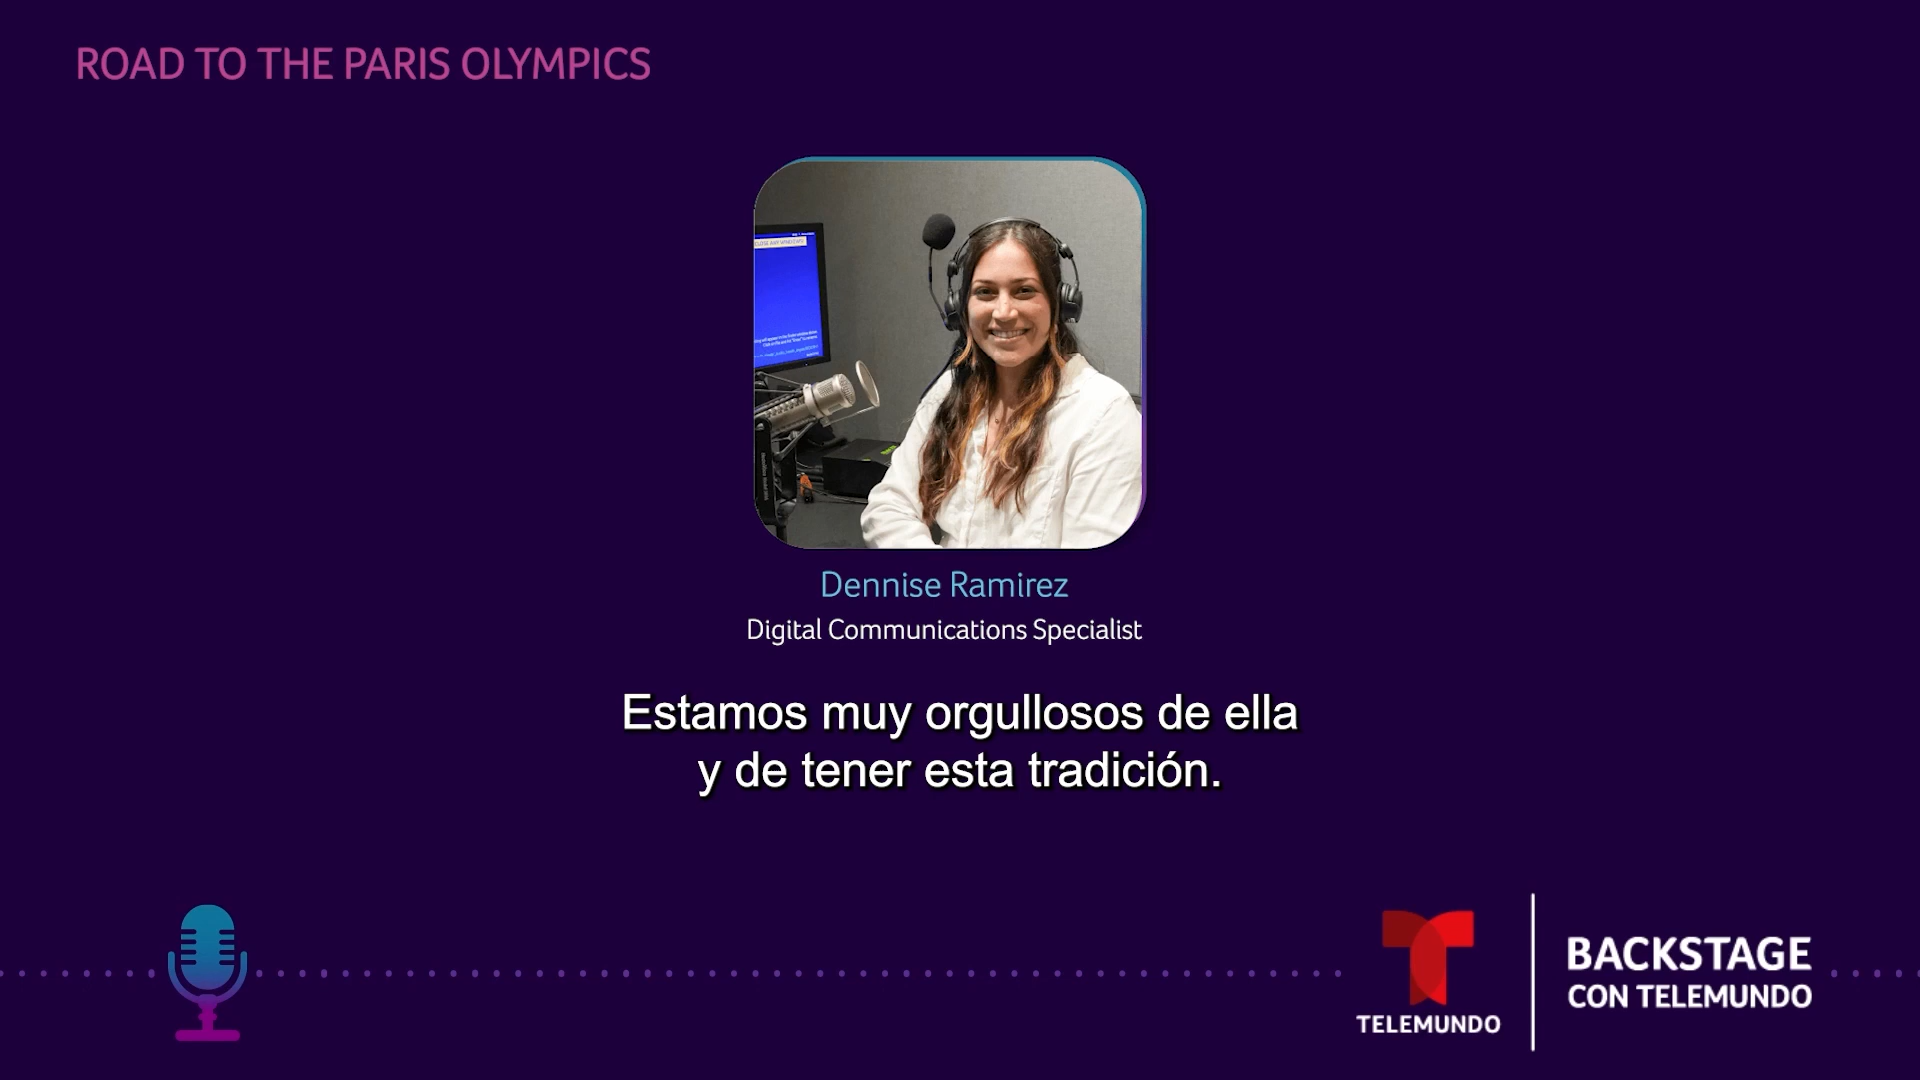 ROAD TO THE PARIS OLYMPICS
Dennise Ramirez
Digital Communications Specialist
Estamos muy orgullosos de ella
y de tener esta tradición.
TELEMUNDO
BACKSTAGE
CON TELEMUNDO